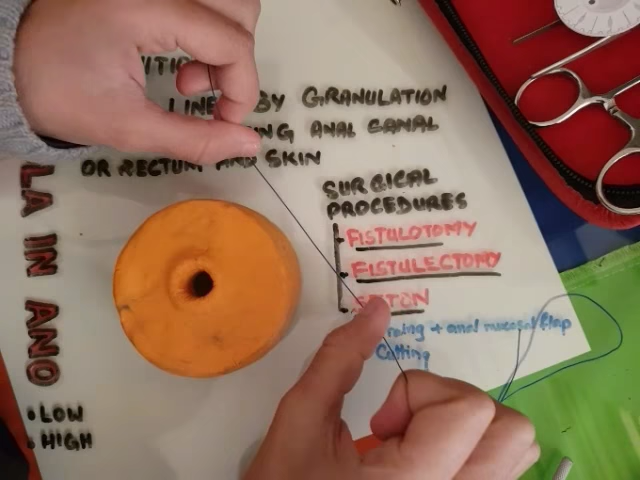 LINED BY GRANULATION
ANAL CANAL
OR RECTUM AND SKIN
SURGICAL
PROCEDURES
FISTULOTOMY
FISTULECTOMY
SETON
+ anal mucosal flap
Cutting
LA IN ANO
• LOW
• HIGH